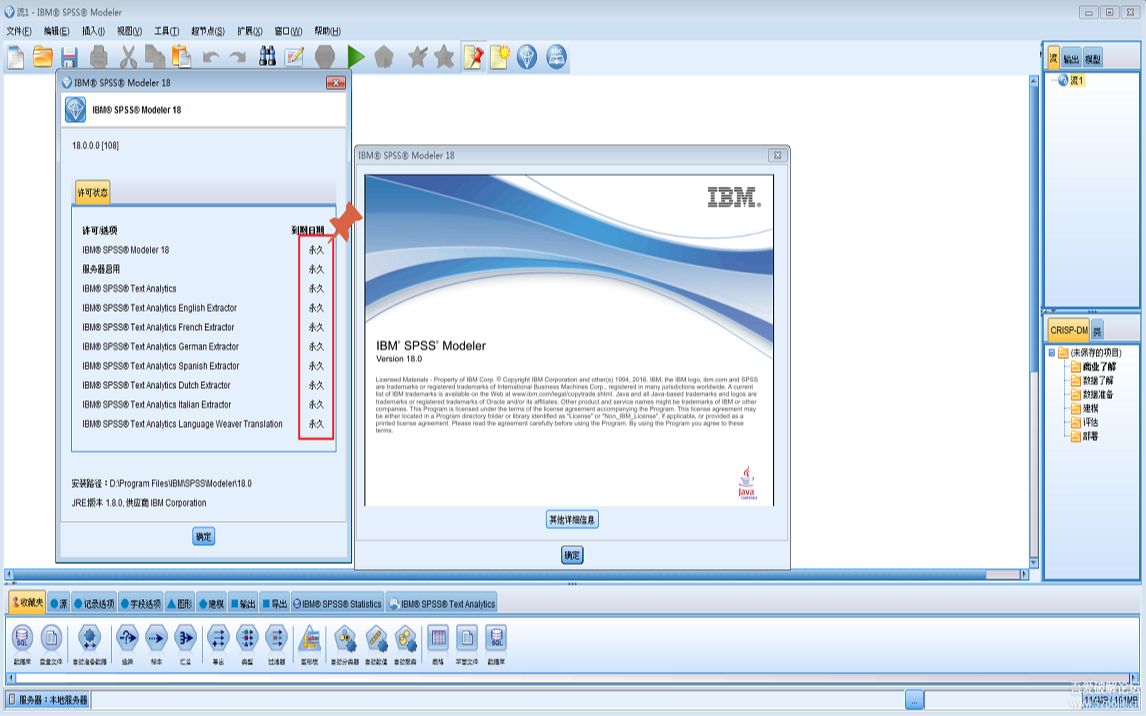 流1 - IBM® SPSS® Modeler
文件(F) 编辑(E) 插入(I) 视图(V) 工具(T) 超节点(S) 扩展(X) 窗口(W) 帮助(H)
IBM® SPSS® Modeler 18
IBM® SPSS® Modeler 18
18.0.0.0 [108]
许可状态
许可/选项 到期日期
IBM® SPSS® Modeler 18 永久
服务器启用 永久
IBM® SPSS® Text Analytics 永久
IBM® SPSS® Text Analytics English Extractor 永久
IBM® SPSS® Text Analytics French Extractor 永久
IBM® SPSS® Text Analytics German Extractor 永久
IBM® SPSS® Text Analytics Spanish Extractor 永久
IBM® SPSS® Text Analytics Dutch Extractor 永久
IBM® SPSS® Text Analytics Italian Extractor 永久
IBM® SPSS® Text Analytics Language Weaver Translation 永久
安装路径：D:\Program Files\IBM\SPSS\Modeler\18.0
JRE 版本 1.8.0, 供应商 IBM Corporation
确定
IBM® SPSS® Modeler 18
IBM®
IBM® SPSS® Modeler
Version 18.0
Licensed Materials - Property of IBM Corp. © Copyright IBM Corporation and other(s) 1994, 2016. IBM, the IBM logo, ibm.com and SPSS
are trademarks or registered trademarks of International Business Machines Corp., registered in many jurisdictions worldwide. A current
list of IBM trademarks is available on the Web at www.ibm.com/legal/copytrade.shtml. Java and all Java-based trademarks and logos are
trademarks or registered trademarks of Oracle and/or its affiliates. Other product and service names might be trademarks of IBM or other
companies. This Program is licensed under the terms of the license agreement accompanying the Program. This license agreement may
be either located in a Program directory folder or library identified as "License" or "Non_IBM_License", if applicable, or provided as a
printed license agreement. Please read the agreement carefully before using the Program. By using the Program you agree to these
terms.
Java
其他详细信息
确定
流 输出 模型
流1
CRISP-DM 类
(未保存的项目)
商业了解
数据了解
数据准备
建模
评估
部署
收藏夹 源 记录选项 字段选项 图形 建模 输出 导出 IBM® SPSS® Statistics IBM® SPSS® Text Analytics
数据库 变量文件 自动准备数据 选择 样本 汇总 导出 类型 过滤器 图形板 自动分类器 自动数值 自动聚类 表格 平面文件 数据库
服务器：本地服务器
吾爱破解论坛
www.52pojie.cn